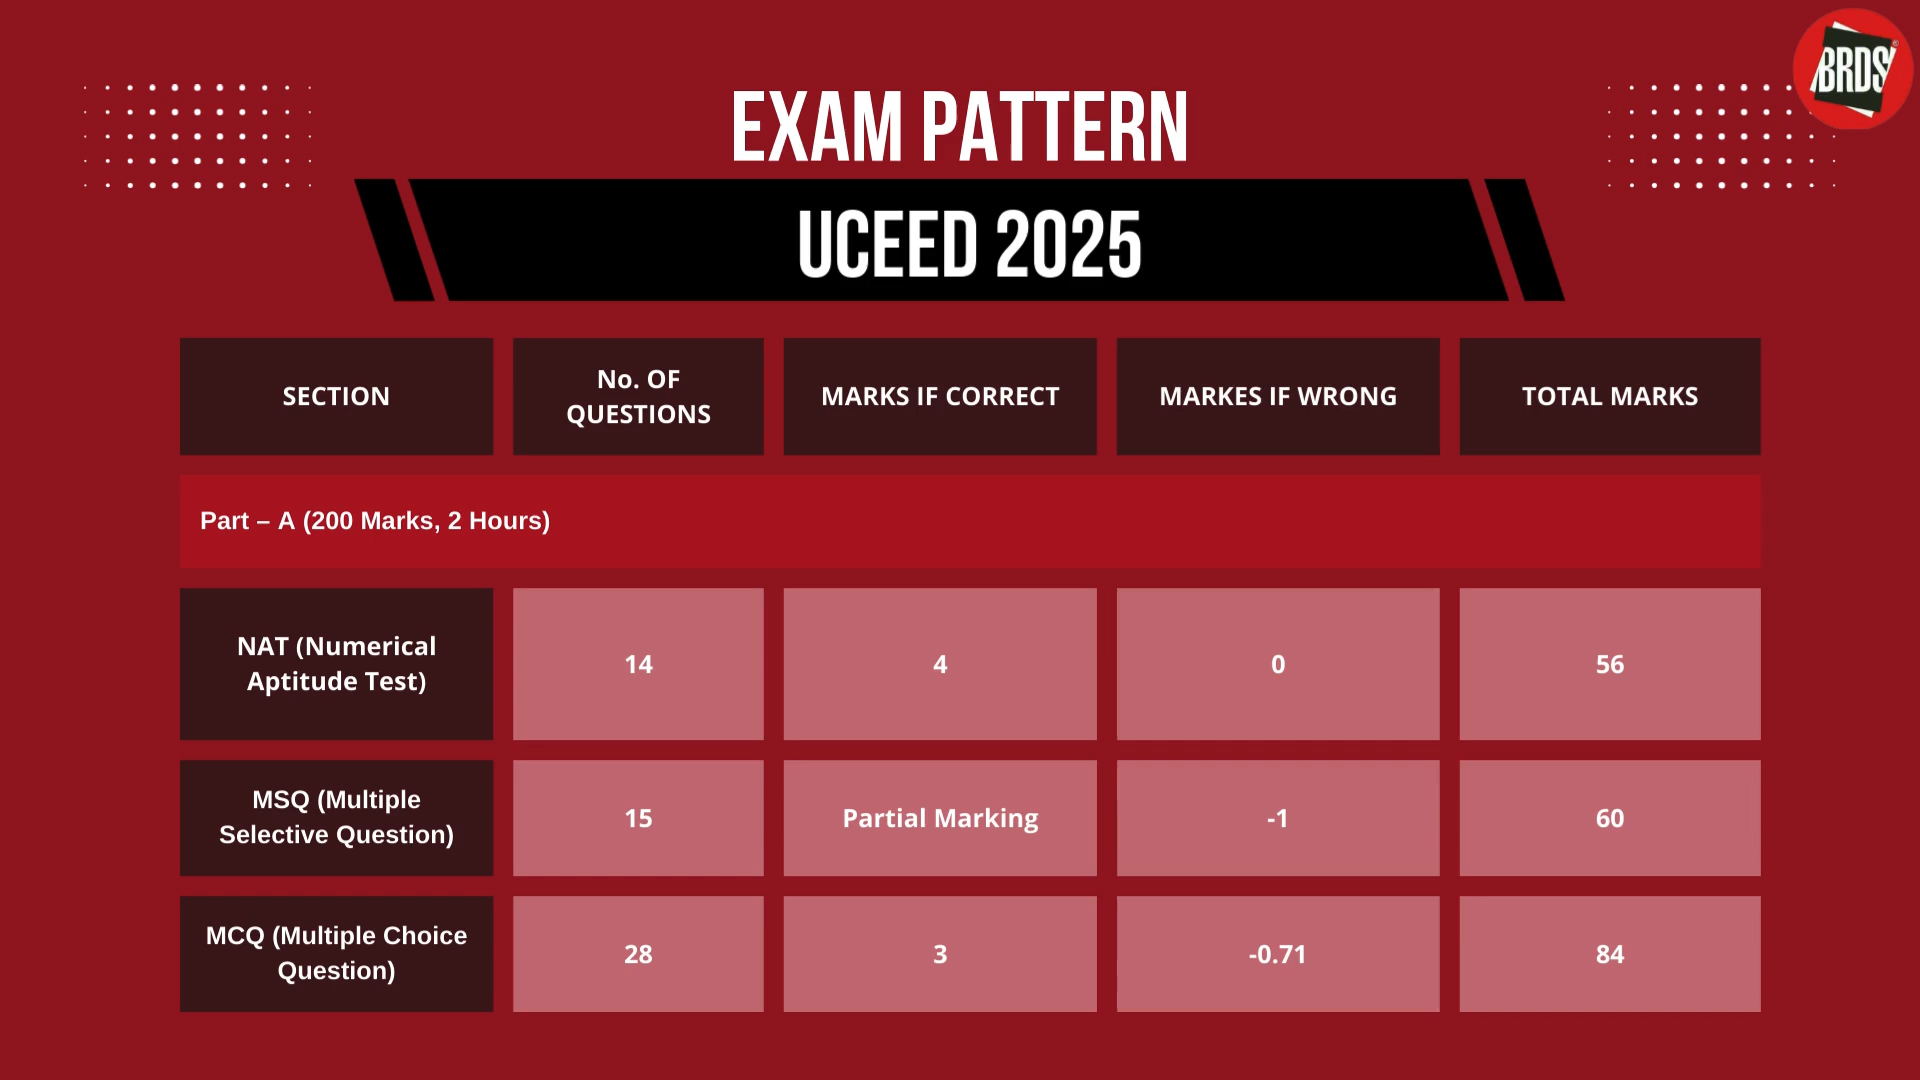 BRDS®
EXAM PATTERN
UCEED 2025
SECTION
No. OF
QUESTIONS
MARKS IF CORRECT
MARKES IF WRONG
TOTAL MARKS
Part – A (200 Marks, 2 Hours)
NAT (Numerical
Aptitude Test)
14
4
0
56
MSQ (Multiple
Selective Question)
15
Partial Marking
-1
60
MCQ (Multiple Choice
Question)
28
3
-0.71
84